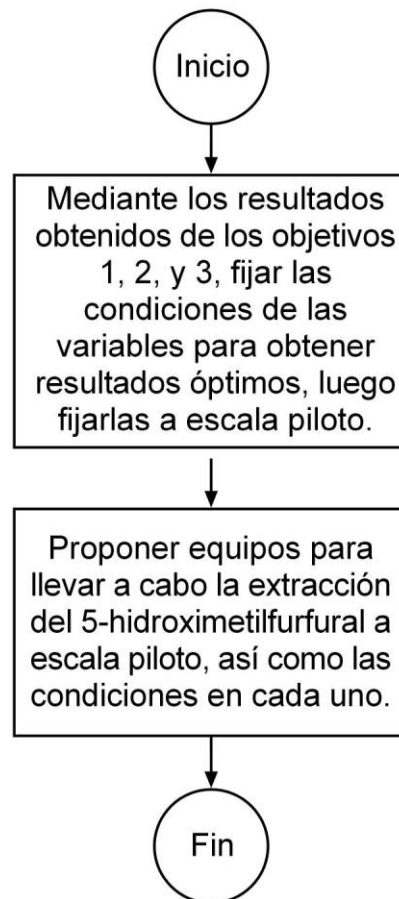 Inicio
Mediante los resultados
obtenidos de los objetivos
1, 2, y 3, fijar las
condiciones de las
variables para obtener
resultados óptimos, luego
fijarlas a escala piloto.
Proponer equipos para
llevar a cabo la extracción
del 5-hidroximetilfurfural a
escala piloto, así como las
condiciones en cada uno.
Fin